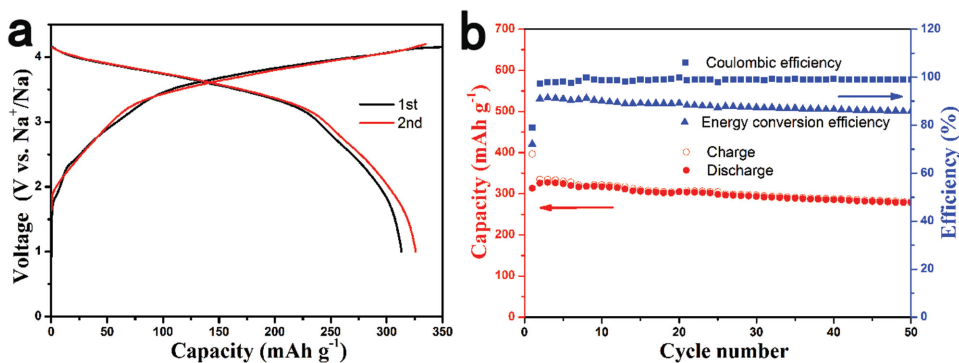 a
Voltage (V vs. Na⁺/Na)
4
3
2
1
0
1st
2nd
0 50 100 150 200 250 300 350
Capacity (mAh g⁻¹)
b
Capacity (mAh g⁻¹)
700
600
500
400
300
200
100
0
Coulombic efficiency
Energy conversion efficiency
Charge
Discharge
120
100
80
60
40
20
0
Efficiency (%)
0 10 20 30 40 50
Cycle number